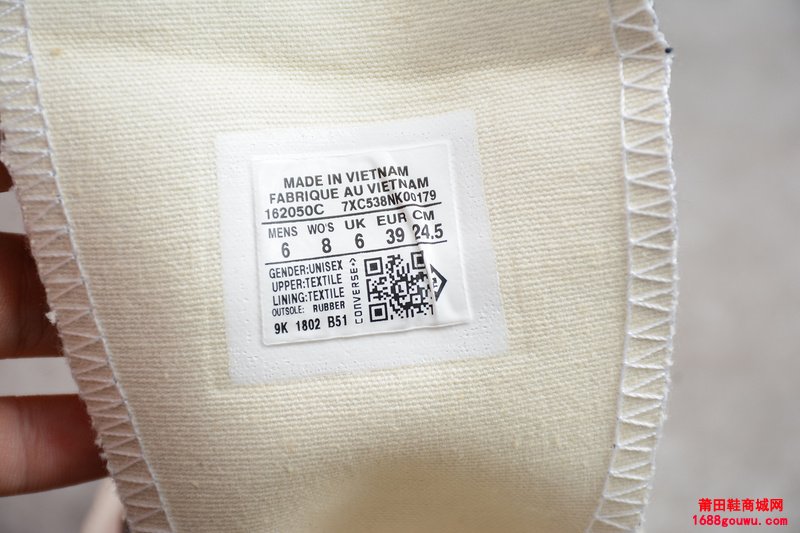 MADE IN VIETNAM
FABRIQUE AU VIETNAM
162050C 7XC538NK00179
MENS WO'S UK EUR CM
6 8 6 39 24.5
GENDER:UNISEX
UPPER:TEXTILE
LINING:TEXTILE
OUTSOLE: RUBBER
9K 1802 B51
CONVERSE
莆田鞋商城网
1688gouwu.com